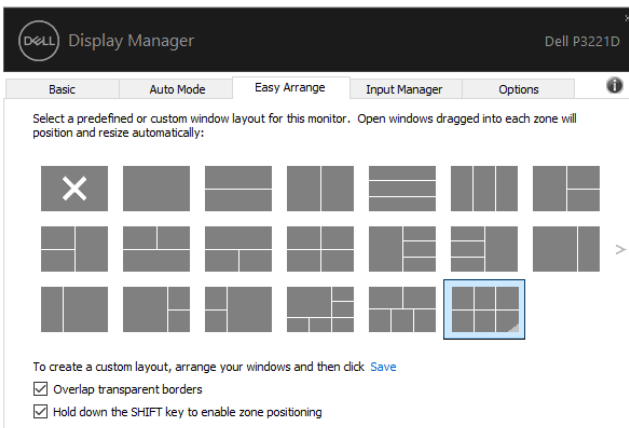 DELL Display Manager
Dell P3221D
Basic Auto Mode Easy Arrange Input Manager Options
Select a predefined or custom window layout for this monitor. Open windows dragged into each zone will
position and resize automatically:
To create a custom layout, arrange your windows and then click Save
Overlap transparent borders
Hold down the SHIFT key to enable zone positioning